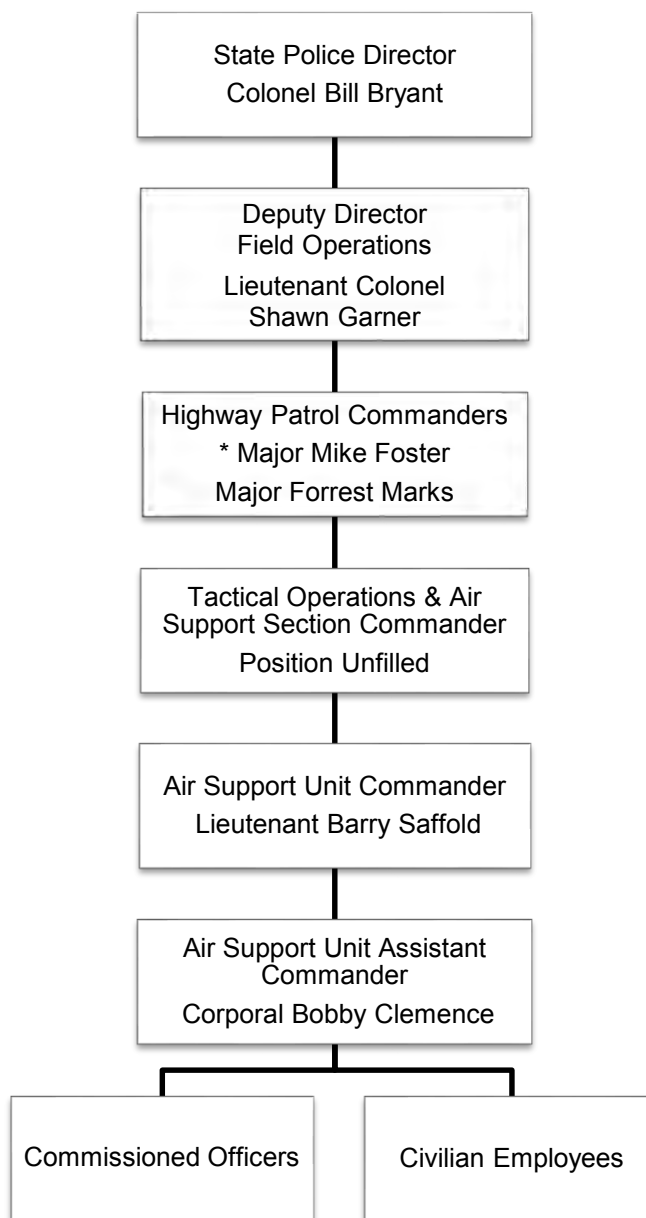 State Police Director
Colonel Bill Bryant
Deputy Director
Field Operations
Lieutenant Colonel
Shawn Garner
Highway Patrol Commanders
* Major Mike Foster
Major Forrest Marks
Tactical Operations & Air
Support Section Commander
Position Unfilled
Air Support Unit Commander
Lieutenant Barry Saffold
Air Support Unit Assistant
Commander
Corporal Bobby Clemence
Commissioned Officers
Civilian Employees